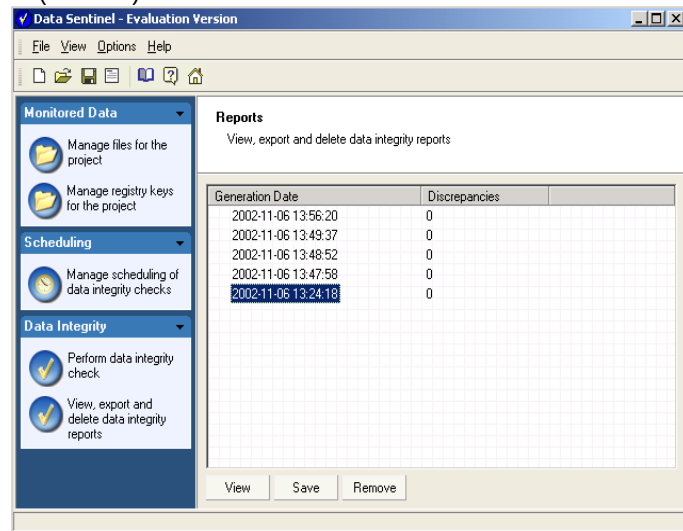 Data Sentinel - Evaluation Version
File View Options Help
Monitored Data
Manage files for the
project
Manage registry keys
for the project
Scheduling
Manage scheduling of
data integrity checks
Data Integrity
Perform data integrity
check
View, export and
delete data integrity
reports
Reports
View, export and delete data integrity reports
Generation Date Discrepancies
2002-11-06 13:56:20 0
2002-11-06 13:49:37 0
2002-11-06 13:48:52 0
2002-11-06 13:47:58 0
2002-11-06 13:24:18 0
View Save Remove